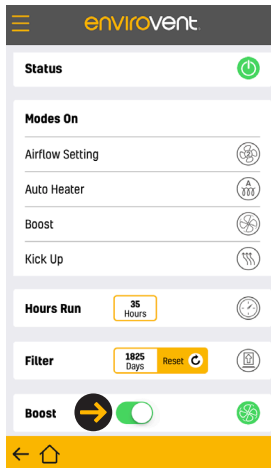 envirovent
Status
Modes On
Airflow Setting
Auto Heater
A
Boost
Kick Up
Hours Run 35 Hours
Filter 1825 Days Reset
Boost